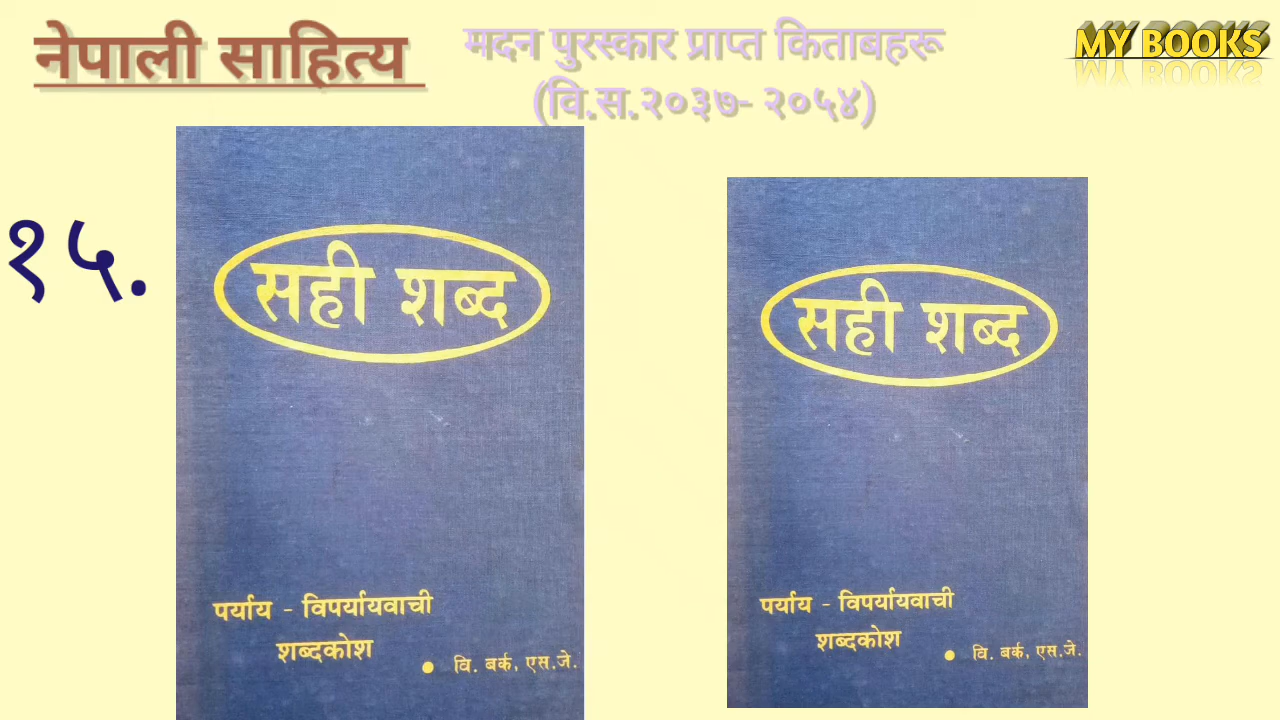 नेपाली साहित्य
मदन पुरस्कार प्राप्त किताबहरू
(वि.स.२०३७- २०५४)
MY BOOKS
१५.
सही शब्द
पर्याय - विपर्यायवाची
शब्दकोश
• वि. बर्क, एस.जे.
सही शब्द
पर्याय - विपर्यायवाची
शब्दकोश
• वि. बर्क, एस.जे.